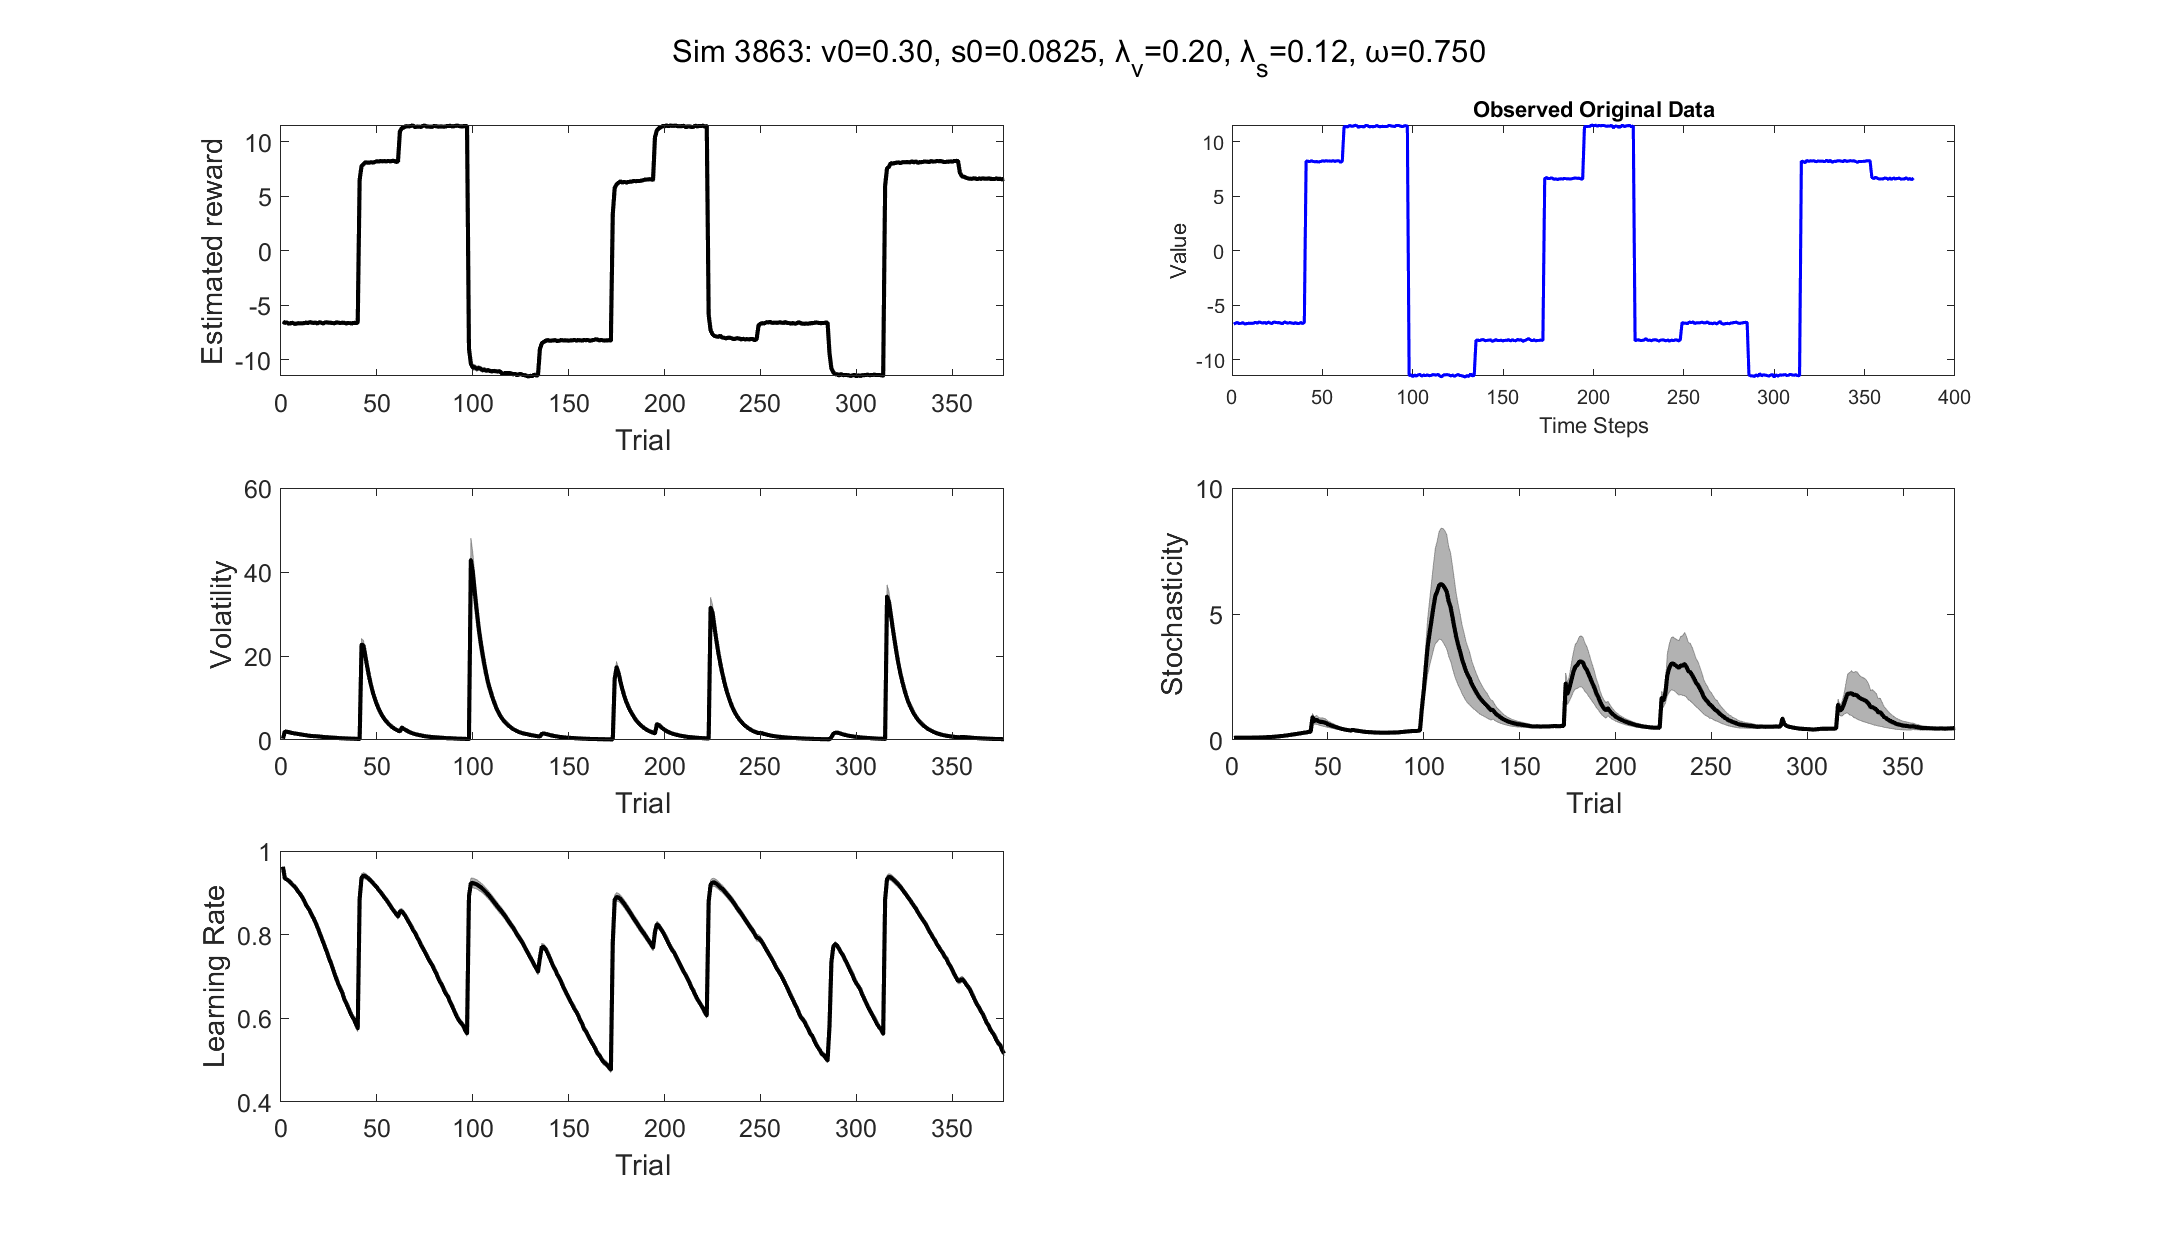 Sim 3863: v0=0.30, s0=0.0825, λv=0.20, λs=0.12, ω=0.750
Estimated reward
10
5
0
-5
-10
0 50 100 150 200 250 300 350
Trial
Observed Original Data
Value
10
5
0
-5
-10
0 50 100 150 200 250 300 350 400
Time Steps
Volatility
60
40
20
0
0 50 100 150 200 250 300 350
Trial
Stochasticity
10
5
0
0 50 100 150 200 250 300 350
Trial
Learning Rate
1
0.8
0.6
0.4
0 50 100 150 200 250 300 350
Trial